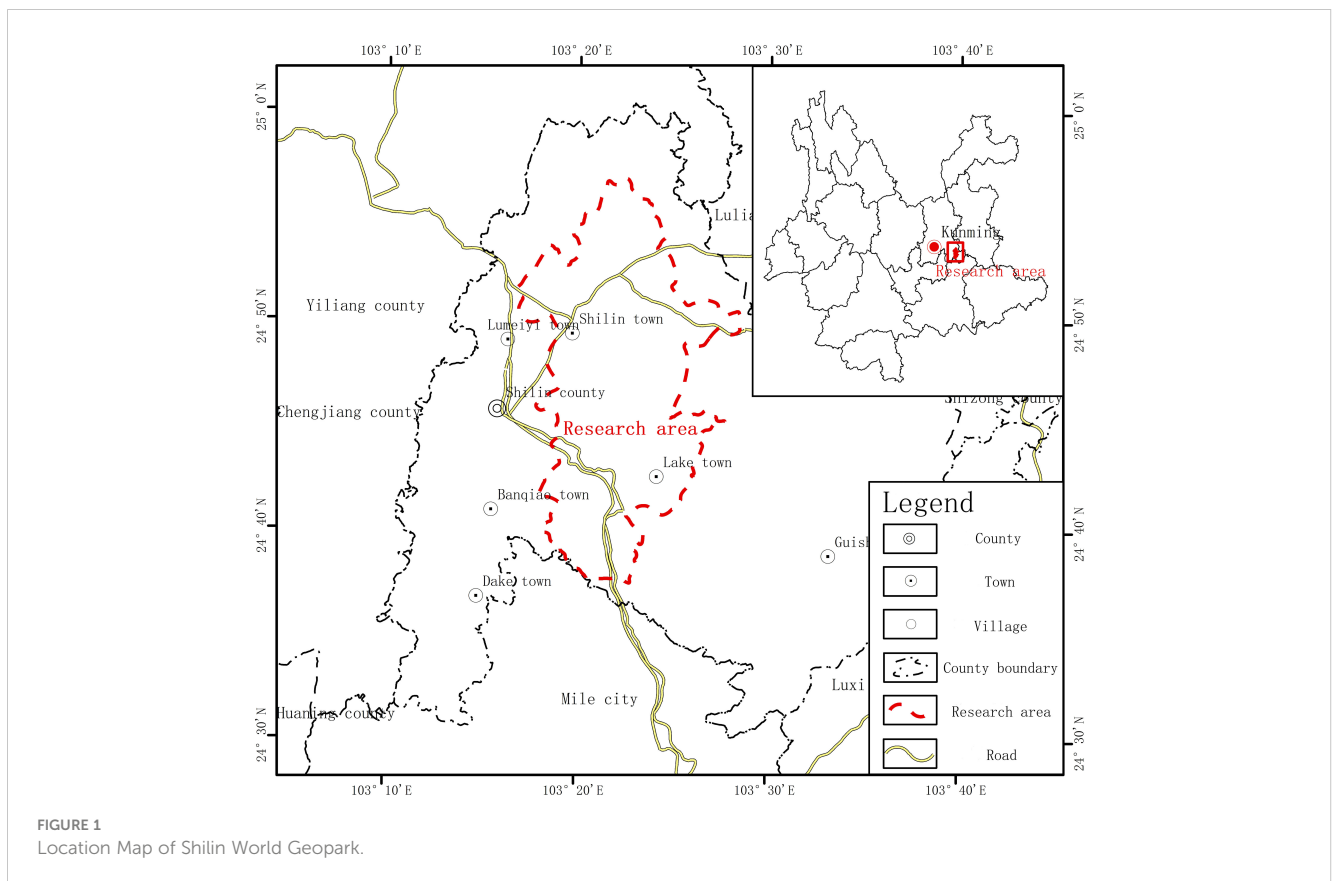 103° 10'E 103° 20'E 103° 30'E 103° 40'E
25° 0'N
25° 0'N
Lulia
Kunming
Research area
Yiliang county
24° 50'N
Lumeiyi town
Shilin town
24° 50'N
Shilin county
Chengjiang county
Shizong county
Research area
Lake town
Banqiao town
24° 40'N
Guish
24° 40'N
Dake town
Legend
County
Town
Village
County boundary
Research area
Road
Luxi
Mile city
Huaning county
24° 30'N
24° 30'N
103° 10'E 103° 20'E 103° 30'E 103° 40'E
FIGURE 1
Location Map of Shilin World Geopark.